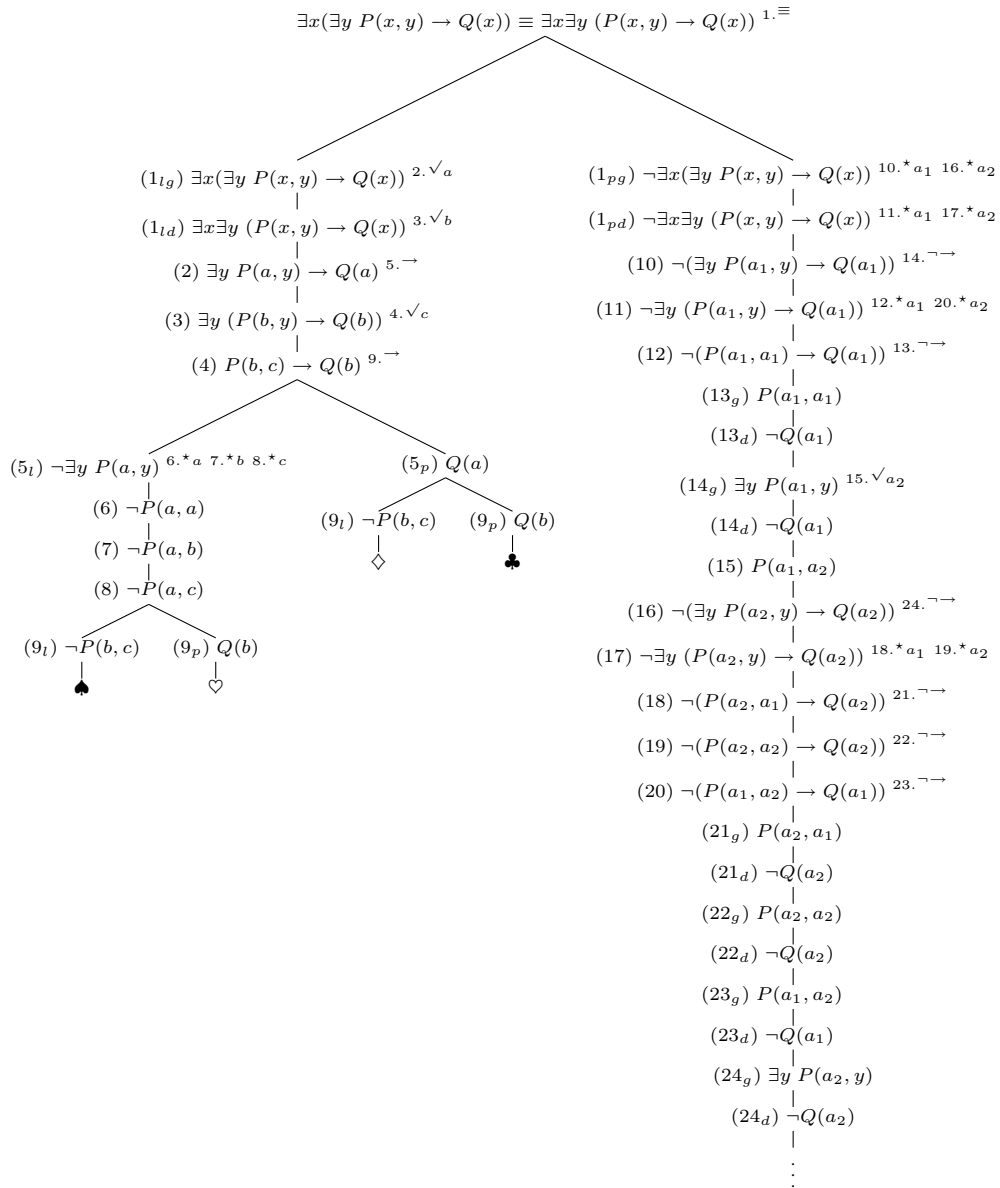 ∃x(∃y P(x, y) → Q(x)) ≡ ∃x∃y (P(x, y) → Q(x)) 1.≡
(1lg) ∃x(∃y P(x, y) → Q(x)) 2.√a
(1ld) ∃x∃y (P(x, y) → Q(x)) 3.√b
(2) ∃y P(a, y) → Q(a) 5.→
(3) ∃y (P(b, y) → Q(b)) 4.√c
(4) P(b, c) → Q(b) 9.→
(5l) ¬∃y P(a, y) 6.⋆a 7.⋆b 8.⋆c
(6) ¬P(a, a)
(7) ¬P(a, b)
(8) ¬P(a, c)
(9l) ¬P(b, c)
♠
(9p) Q(b)
♡
(5p) Q(a)
(9l) ¬P(b, c)
♢
(9p) Q(b)
♣
(1pg) ¬∃x(∃y P(x, y) → Q(x)) 10.⋆a1 16.⋆a2
(1pd) ¬∃x∃y (P(x, y) → Q(x)) 11.⋆a1 17.⋆a2
(10) ¬(∃y P(a1, y) → Q(a1)) 14.¬→
(11) ¬∃y (P(a1, y) → Q(a1)) 12.⋆a1 20.⋆a2
(12) ¬(P(a1, a1) → Q(a1)) 13.¬→
(13g) P(a1, a1)
(13d) ¬Q(a1)
(14g) ∃y P(a1, y) 15.√a2
(14d) ¬Q(a1)
(15) P(a1, a2)
(16) ¬(∃y P(a2, y) → Q(a2)) 24.¬→
(17) ¬∃y (P(a2, y) → Q(a2)) 18.⋆a1 19.⋆a2
(18) ¬(P(a2, a1) → Q(a2)) 21.¬→
(19) ¬(P(a2, a2) → Q(a2)) 22.¬→
(20) ¬(P(a1, a2) → Q(a1)) 23.¬→
(21g) P(a2, a1)
(21d) ¬Q(a2)
(22g) P(a2, a2)
(22d) ¬Q(a2)
(23g) P(a1, a2)
(23d) ¬Q(a1)
(24g) ∃y P(a2, y)
(24d) ¬Q(a2)
⋮